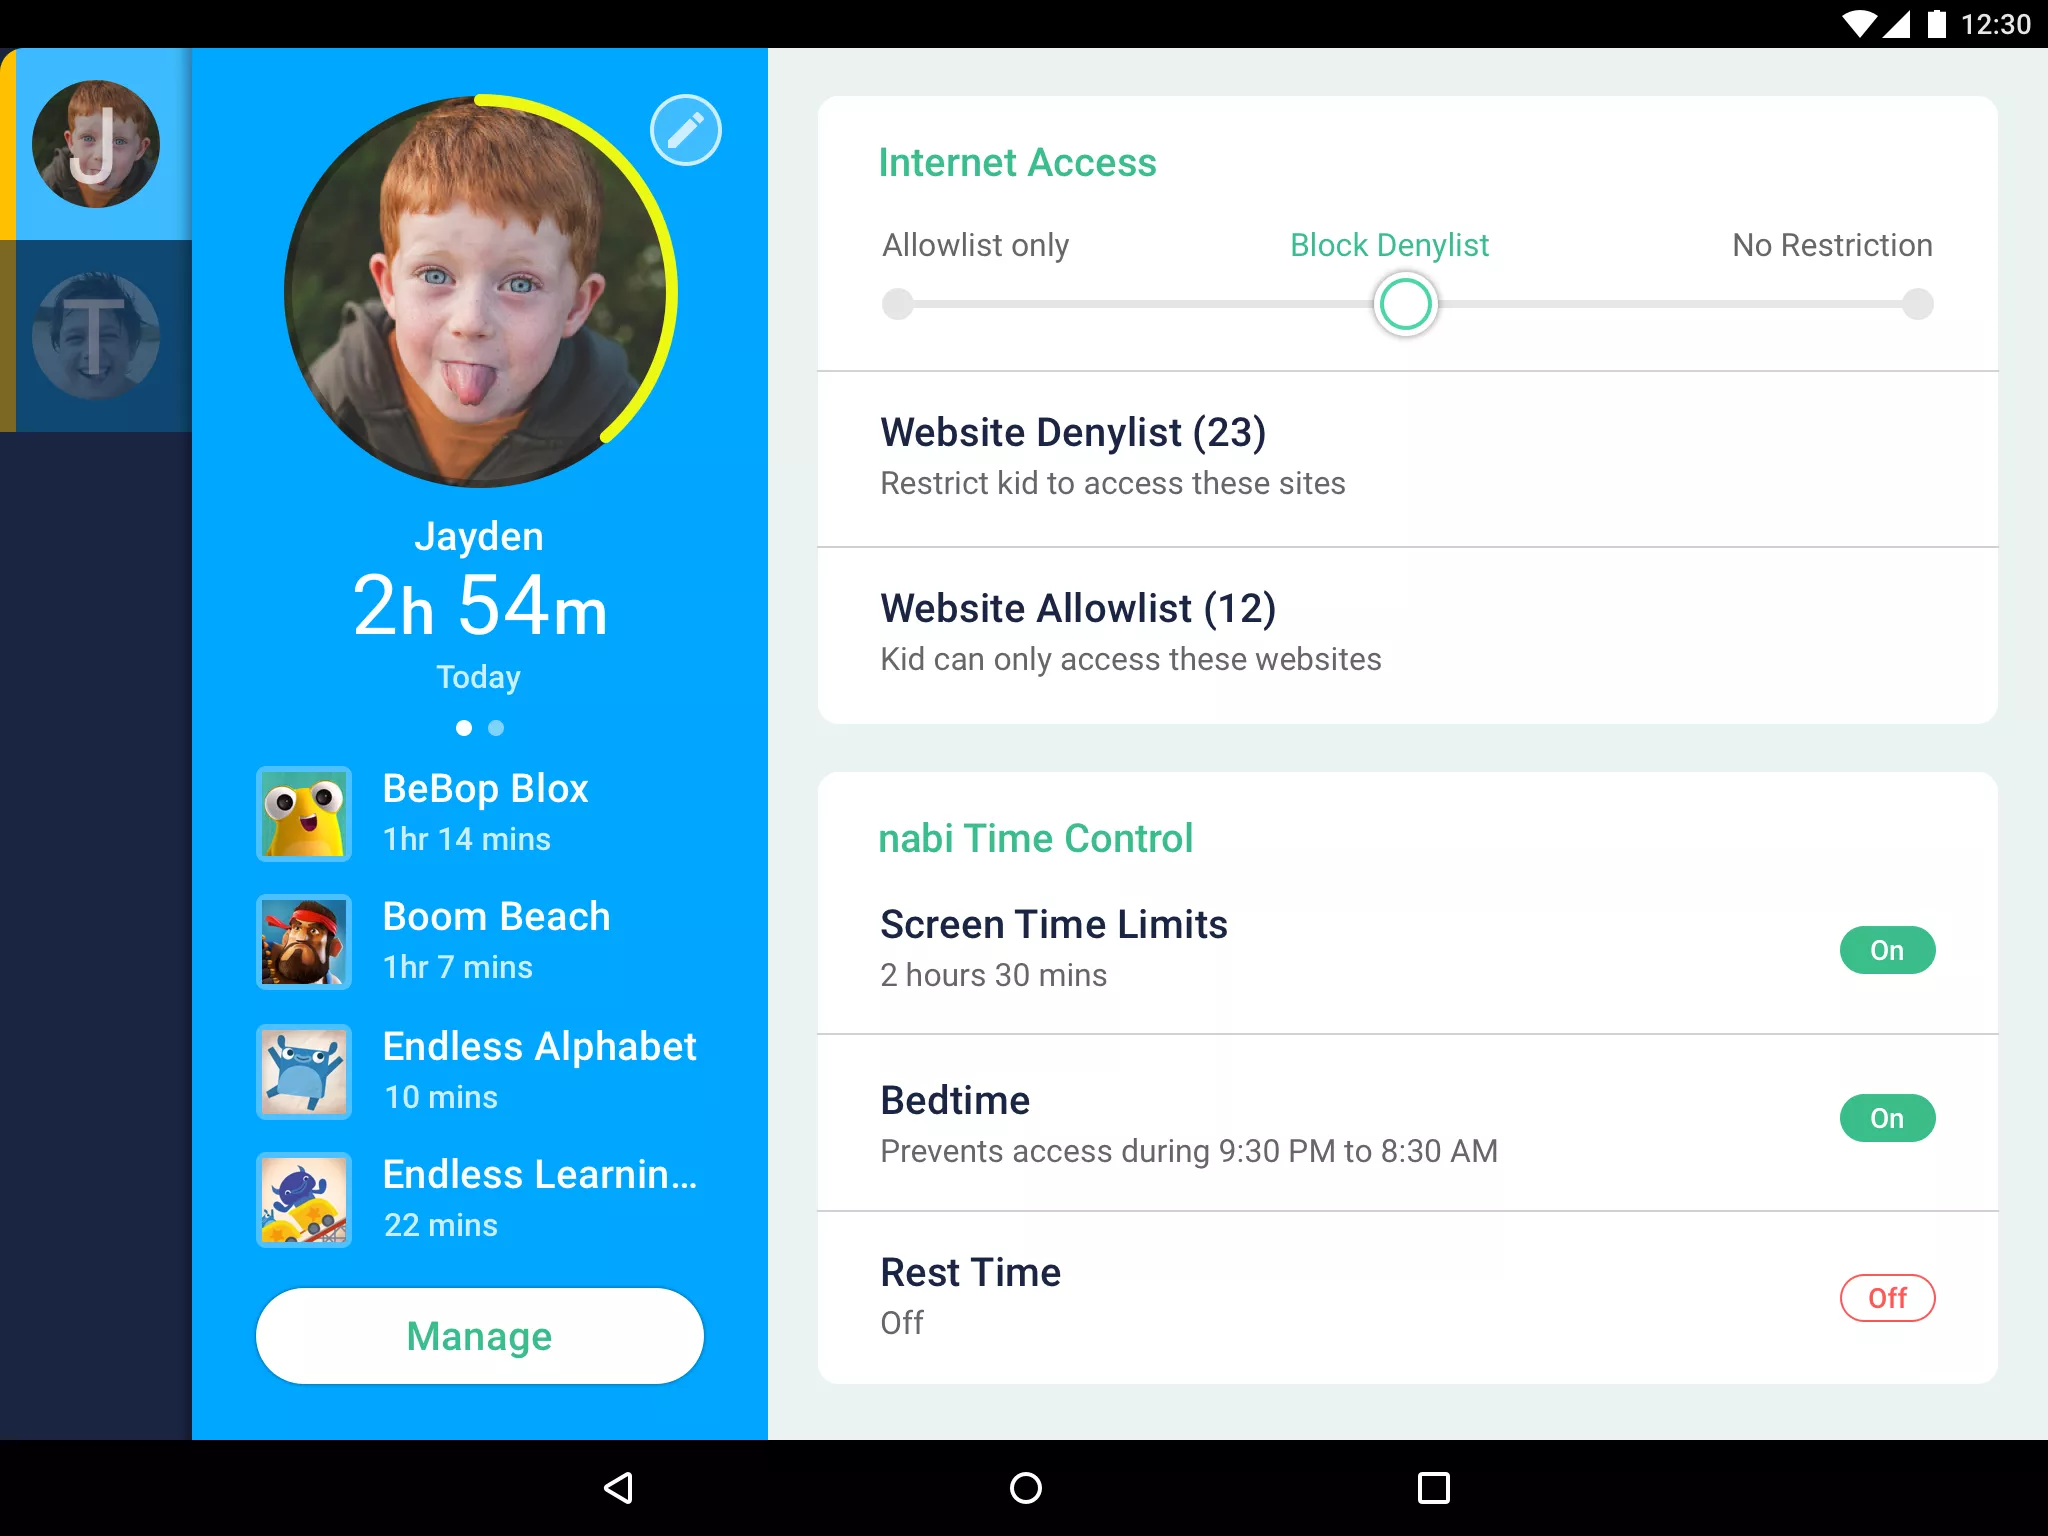 12:30
J
T
Jayden
2h 54m
Today
BeBop Blox
1hr 14 mins
Boom Beach
1hr 7 mins
Endless Alphabet
10 mins
Endless Learnin...
22 mins
Manage
Internet Access
Allowlist only
Block Denylist
No Restriction
Website Denylist (23)
Restrict kid to access these sites
Website Allowlist (12)
Kid can only access these websites
nabi Time Control
Screen Time Limits
2 hours 30 mins
On
Bedtime
Prevents access during 9:30 PM to 8:30 AM
On
Rest Time
Off
Off